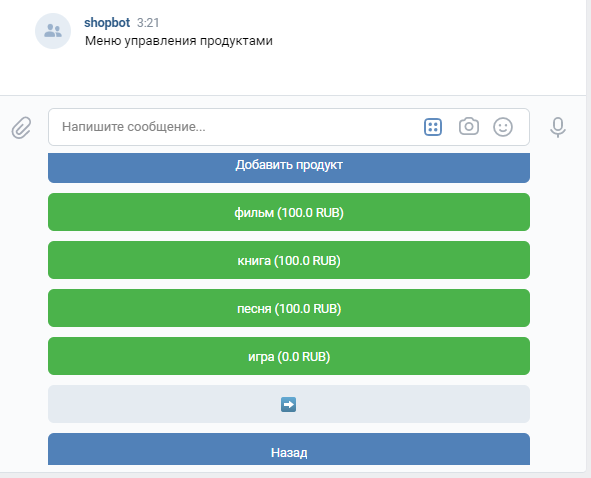 shopbot 3:21
Меню управления продуктами
Напишите сообщение...
Добавить продукт
фильм (100.0 RUB)
книга (100.0 RUB)
песня (100.0 RUB)
игра (0.0 RUB)
➡
Назад